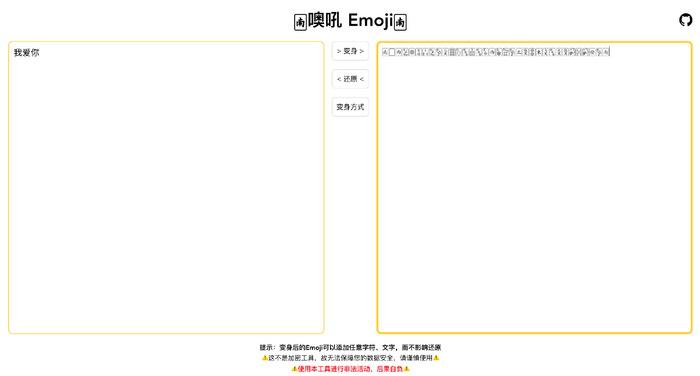 🀁噢吼 Emoji🀁
我爱你
> 变身 >
< 还原 <
变身方式
提示：变身后的Emoji可以添加任意字符、文字，而不影响还原
⚠️这不是加密工具，故无法保障您的数据安全，请谨慎使用⚠️
⚠️使用本工具进行非法活动，后果自负⚠️